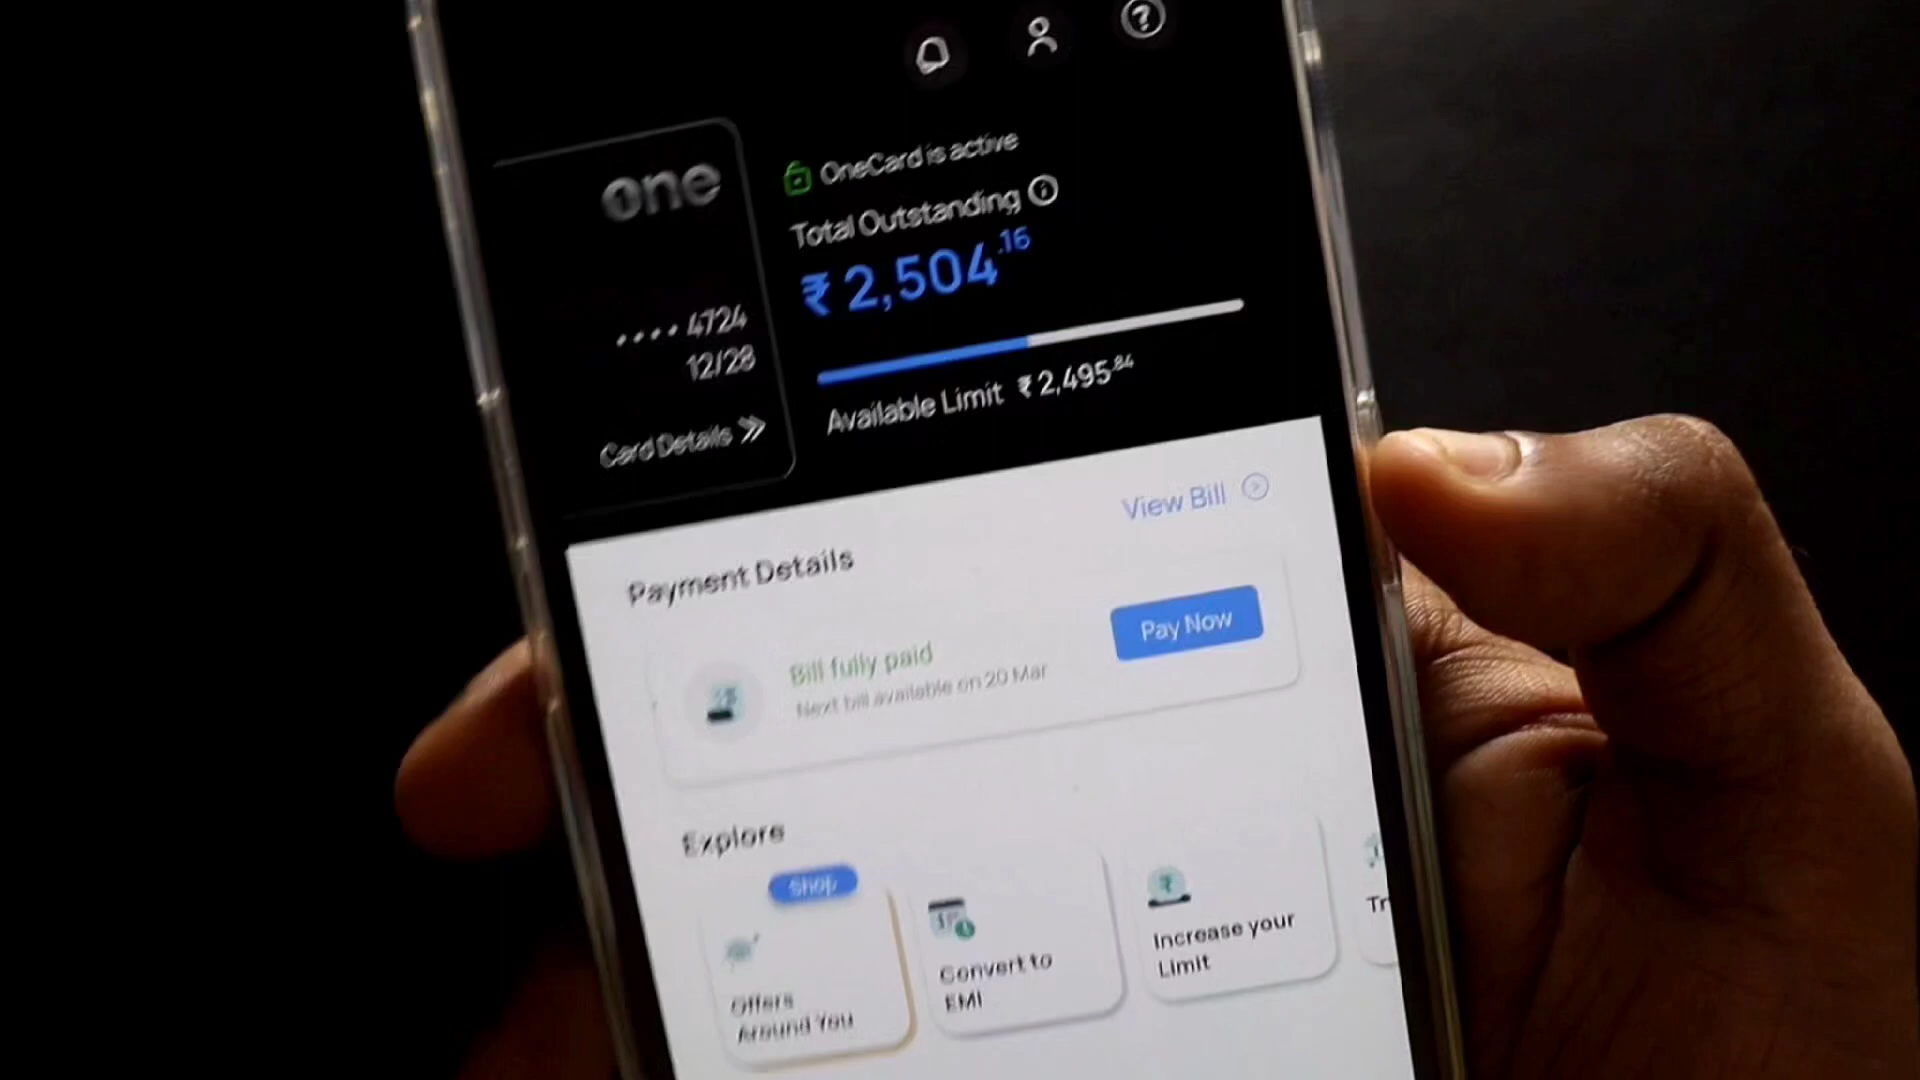 one
.... 4724
12/28
Card Details
OneCard is active
Total Outstanding
₹ 2,504.16
Available Limit ₹ 2,495.84
View Bill
Payment Details
Bill fully paid
Next bill available on 20 Mar
Pay Now
Explore
Shop
Offers
Around You
Convert to
EMI
Increase your
Limit
Tr